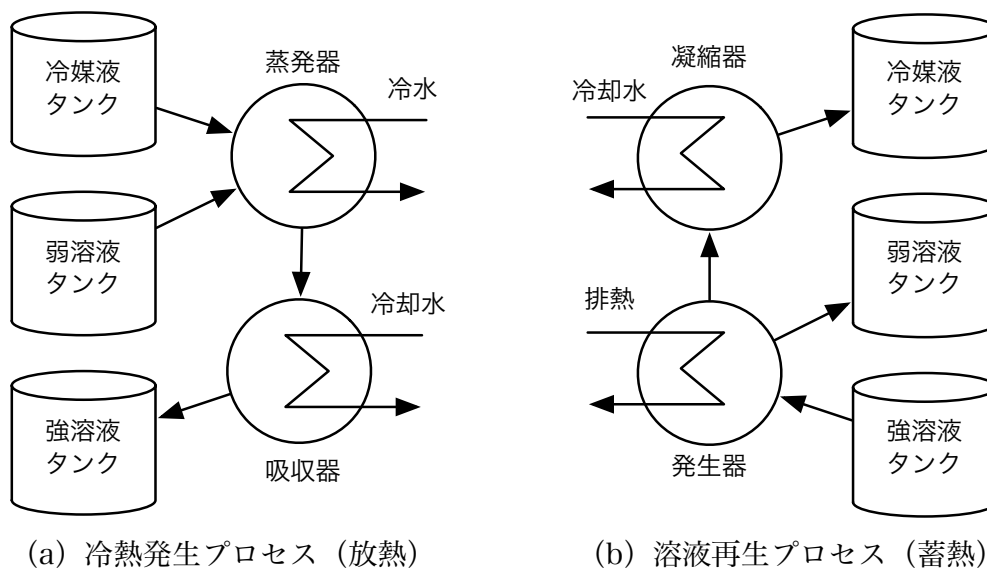 冷媒液
タンク
蒸発器
冷水
弱溶液
タンク
冷却水
強溶液
タンク
吸収器
(a) 冷熱発生プロセス（放熱）
凝縮器
冷却水
冷媒液
タンク
排熱
弱溶液
タンク
発生器
強溶液
タンク
(b) 溶液再生プロセス（蓄熱）